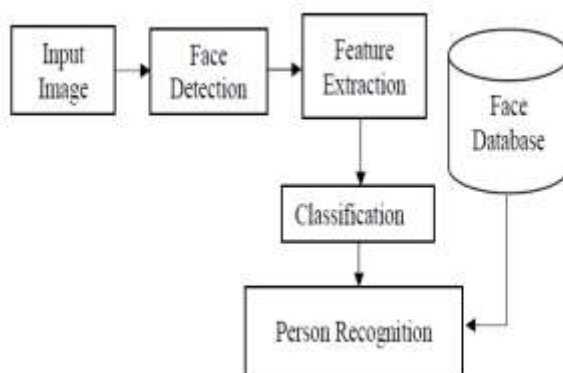 Input
Image
Face
Detection
Feature
Extraction
Face
Database
Classification
Person Recognition